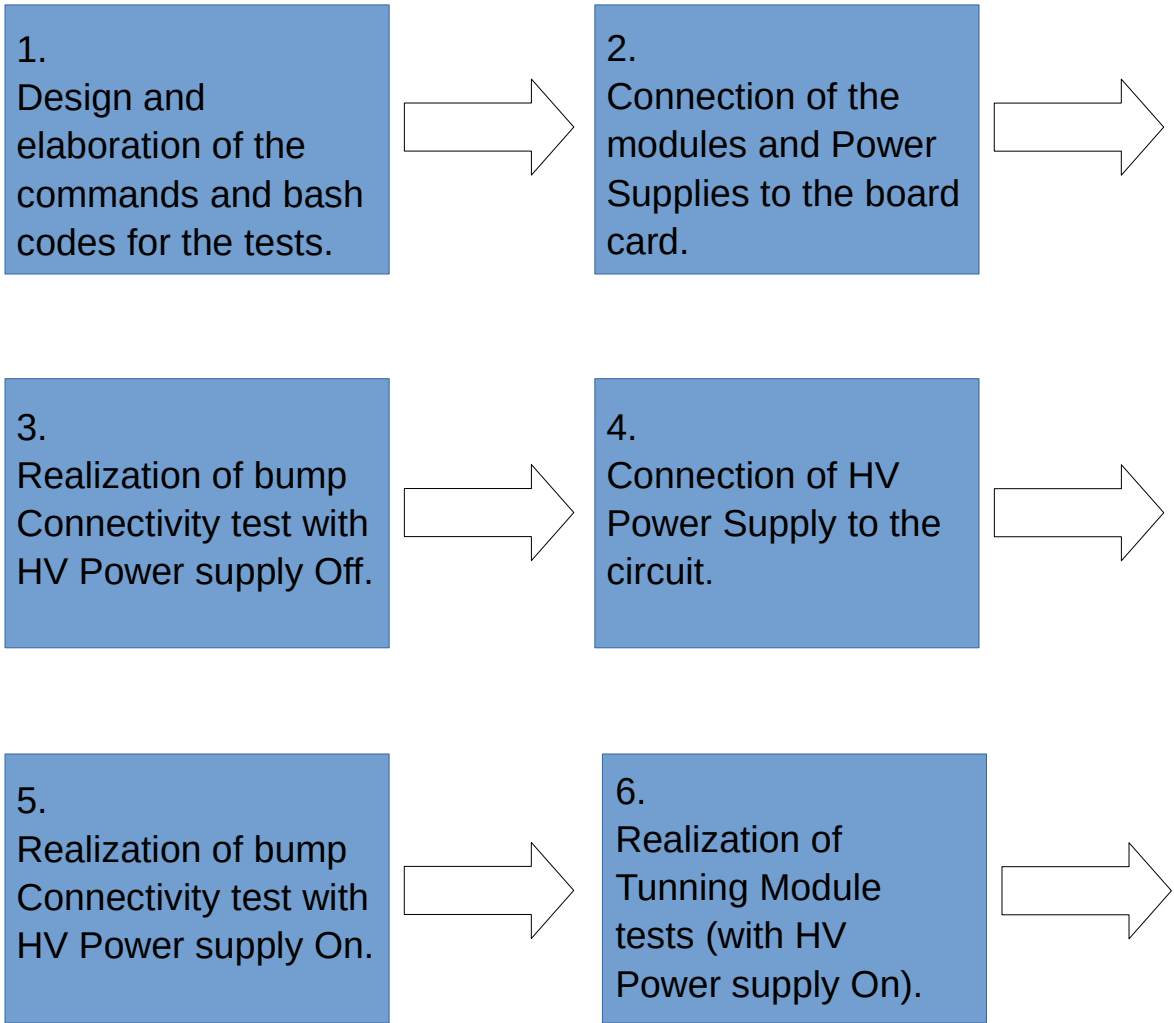 1.
Design and
elaboration of the
commands and bash
codes for the tests.
2.
Connection of the
modules and Power
Supplies to the board
card.
3.
Realization of bump
Connectivity test with
HV Power supply Off.
4.
Connection of HV
Power Supply to the
circuit.
5.
Realization of bump
Connectivity test with
HV Power supply On.
6.
Realization of
Tunning Module
tests (with HV
Power supply On).